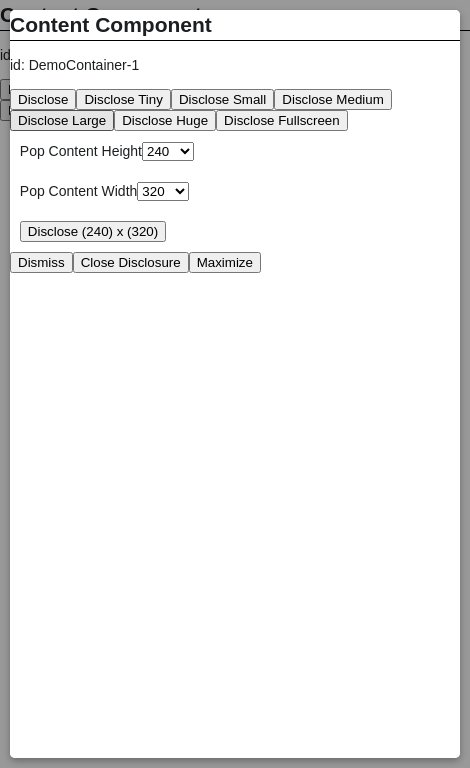 Content Component
id: DemoContainer-1
Disclose Disclose Tiny Disclose Small Disclose Medium
Disclose Large Disclose Huge Disclose Fullscreen
Pop Content Height 240
Pop Content Width 320
Disclose (240) x (320)
Dismiss Close Disclosure Maximize